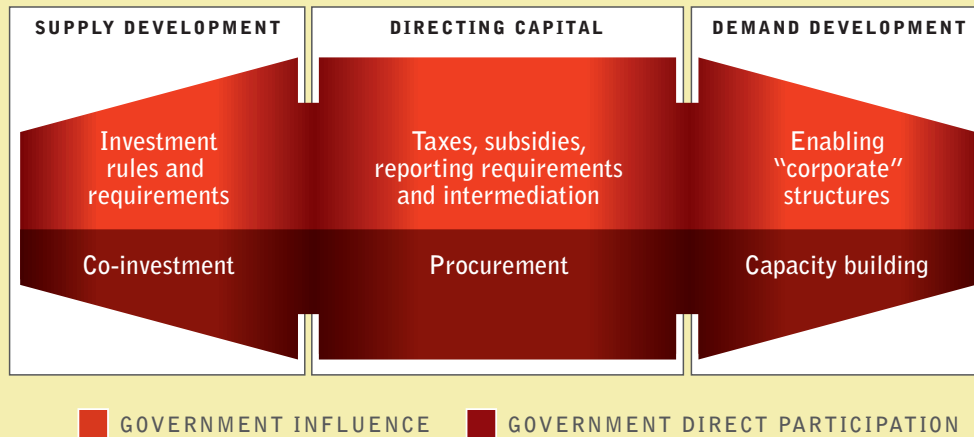 SUPPLY DEVELOPMENT
DIRECTING CAPITAL
DEMAND DEVELOPMENT
Investment
rules and
requirements
Taxes, subsidies,
reporting requirements
and intermediation
Enabling
“corporate”
structures
Co-investment
Procurement
Capacity building
GOVERNMENT INFLUENCE
GOVERNMENT DIRECT PARTICIPATION